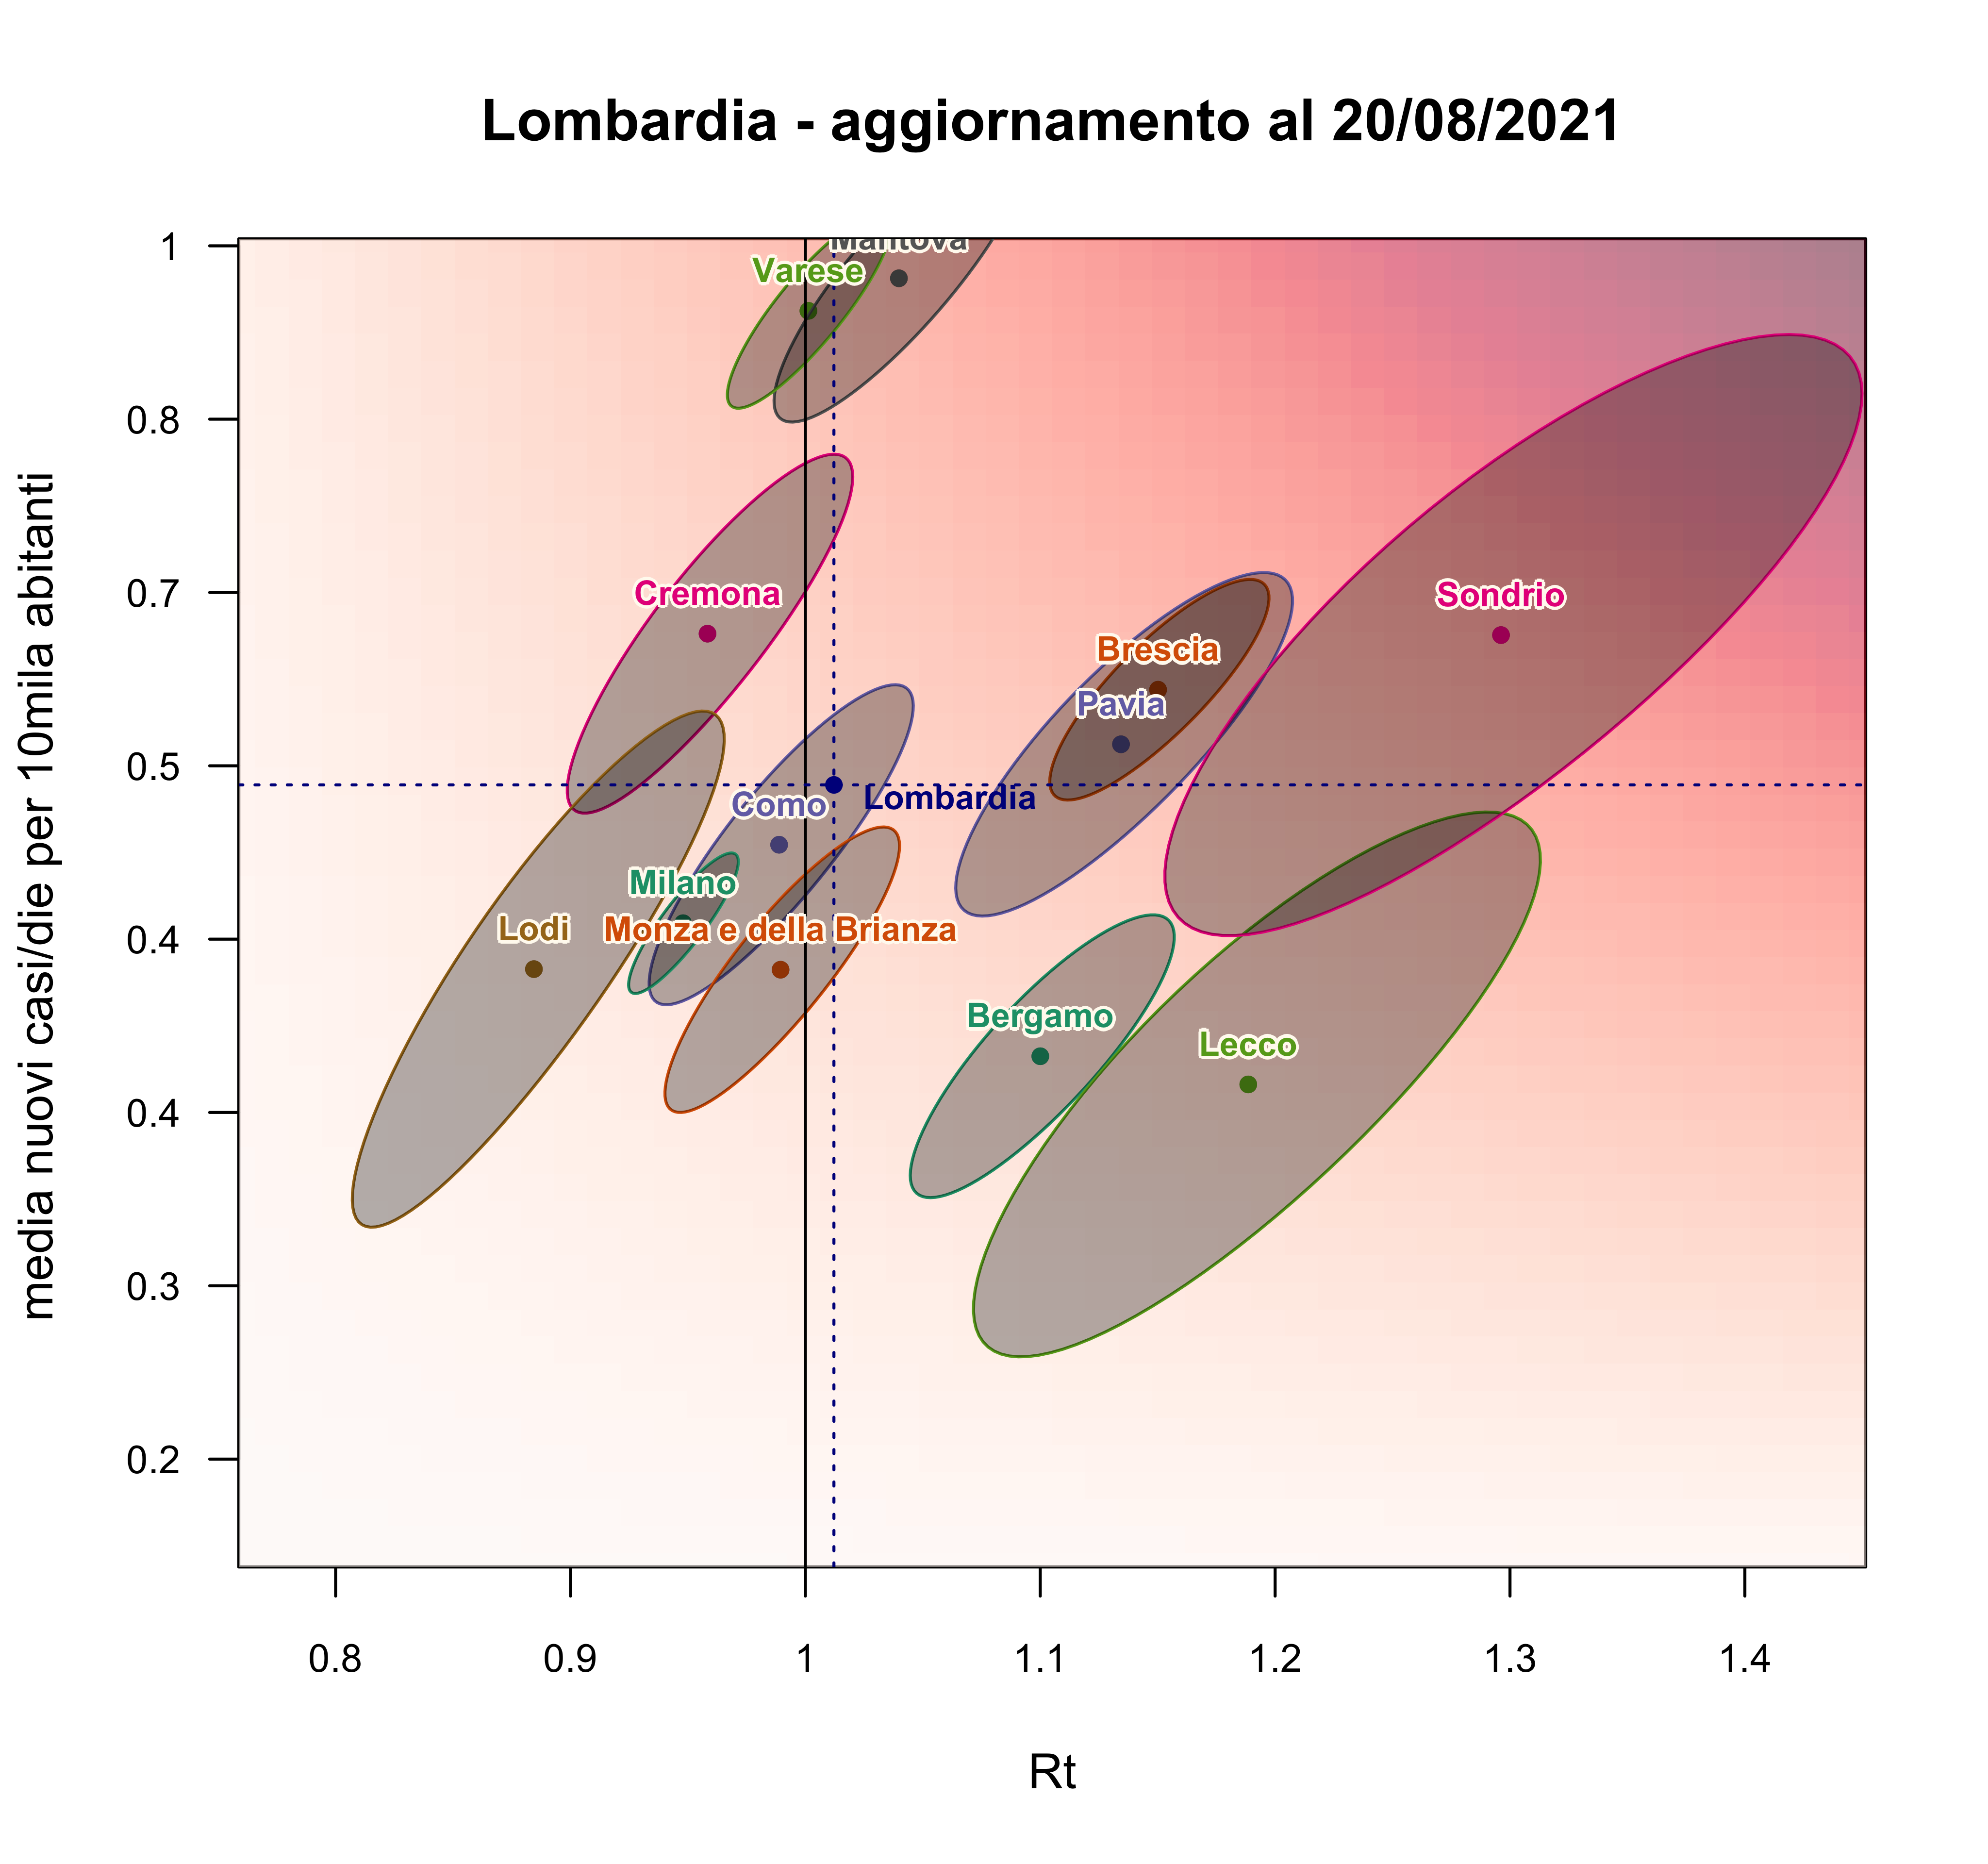 Lombardia - aggiornamento al 20/08/2021
media nuovi casi/die per 10mila abitanti
1
0.8
0.7
0.5
0.4
0.4
0.3
0.2
Mantova
Varese
Cremona
Sondrio
Brescia
Pavia
Lombardia
Como
Milano
Lodi
Monza e della Brianza
Bergamo
Lecco
0.8
0.9
1
1.1
1.2
1.3
1.4
Rt